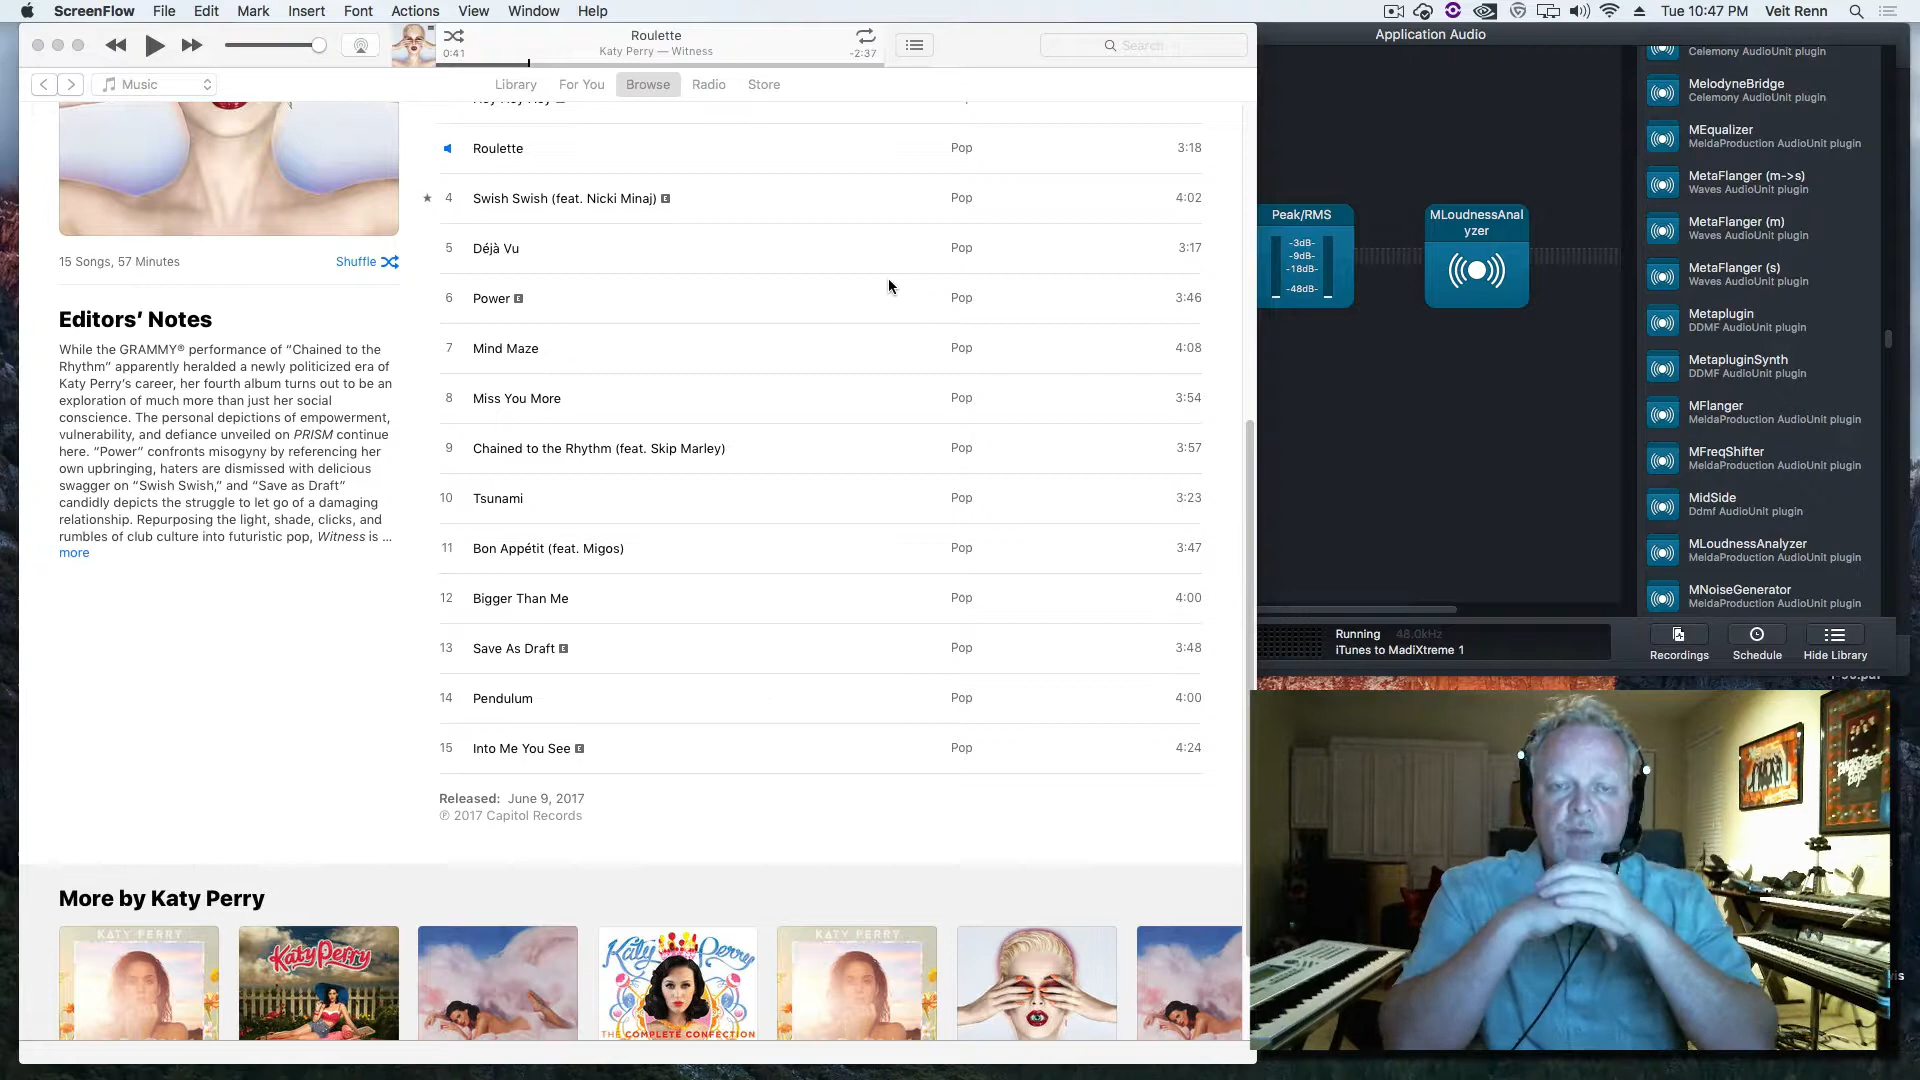 ScreenFlow File Edit Mark Insert Font Actions View Window Help
Tue 10:47 PM Veit Renn
Roulette
Katy Perry — Witness
0:41
-2:37
Search
Music
Library For You Browse Radio Store
Roulette Pop 3:18
★ 4 Swish Swish (feat. Nicki Minaj) E Pop 4:02
5 Déjà Vu Pop 3:17
6 Power E Pop 3:46
7 Mind Maze Pop 4:08
8 Miss You More Pop 3:54
9 Chained to the Rhythm (feat. Skip Marley) Pop 3:57
10 Tsunami Pop 3:23
11 Bon Appétit (feat. Migos) Pop 3:47
12 Bigger Than Me Pop 4:00
13 Save As Draft E Pop 3:48
14 Pendulum Pop 4:00
15 Into Me You See E Pop 4:24
Released: June 9, 2017
℗ 2017 Capitol Records
15 Songs, 57 Minutes
Shuffle
Editors’ Notes
While the GRAMMY® performance of “Chained to the
Rhythm” apparently heralded a newly politicized era of
Katy Perry’s career, her fourth album turns out to be an
exploration of much more than just her social
conscience. The personal depictions of empowerment,
vulnerability, and defiance unveiled on PRISM continue
here. “Power” confronts misogyny by referencing her
own upbringing, haters are dismissed with delicious
swagger on “Swish Swish,” and “Save as Draft”
candidly depicts the struggle to let go of a damaging
relationship. Repurposing the light, shade, clicks, and
rumbles of club culture into futuristic pop, Witness is ...
more
More by Katy Perry
KATY PERRY
Katy Perry
Katy Perry
THE COMPLETE CONFECTION
KATY PERRY
Application Audio
Peak/RMS
-3dB-
-9dB-
-18dB-
-48dB-
MLoudnessAnal
yzer
Celemony AudioUnit plugin
MelodyneBridge
Celemony AudioUnit plugin
MEqualizer
MeldaProduction AudioUnit plugin
MetaFlanger (m->s)
Waves AudioUnit plugin
MetaFlanger (m)
Waves AudioUnit plugin
MetaFlanger (s)
Waves AudioUnit plugin
Metaplugin
DDMF AudioUnit plugin
MetapluginSynth
DDMF AudioUnit plugin
MFlanger
MeldaProduction AudioUnit plugin
MFreqShifter
MeldaProduction AudioUnit plugin
MidSide
Ddmf AudioUnit plugin
MLoudnessAnalyzer
MeldaProduction AudioUnit plugin
MNoiseGenerator
MeldaProduction AudioUnit plugin
Running 48.0kHz
iTunes to MadiXtreme 1
Recordings Schedule Hide Library
BACKSTREET
BOYS